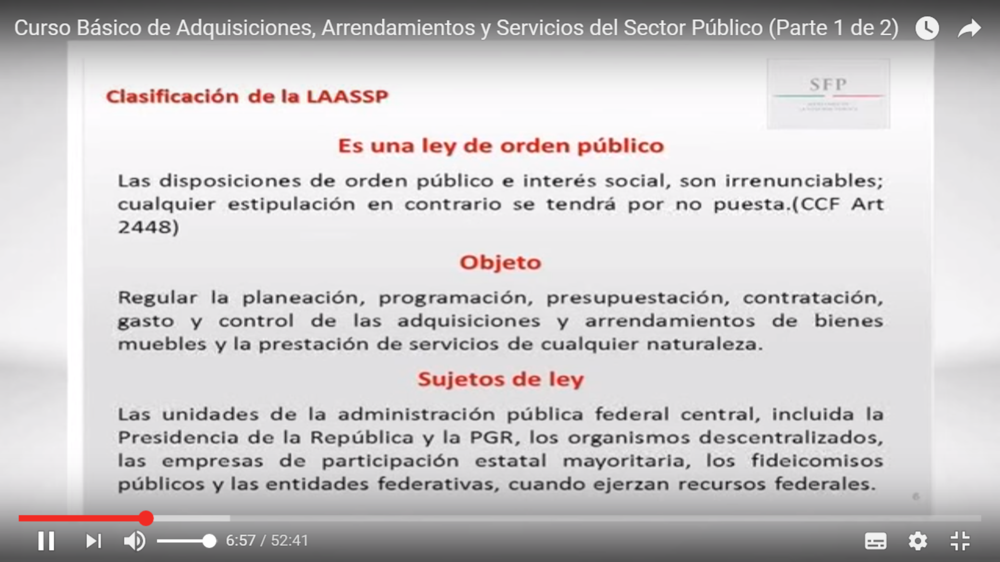 Curso Básico de Adquisiciones, Arrendamientos y Servicios del Sector Público (Parte 1 de 2)
SFP
Clasificación de la LAASSP
Es una ley de orden público
Las disposiciones de orden público e interés social, son irrenunciables;
cualquier estipulación en contrario se tendrá por no puesta.(CCF Art
2448)
Objeto
Regular la planeación, programación, presupuestación, contratación,
gasto y control de las adquisiciones y arrendamientos de bienes
muebles y la prestación de servicios de cualquier naturaleza.
Sujetos de ley
Las unidades de la administración pública federal central, incluida la
Presidencia de la República y la PGR, los organismos descentralizados,
las empresas de participación estatal mayoritaria, los fideicomisos
públicos y las entidades federativas, cuando ejerzan recursos federales.
6
6:57 / 52:41